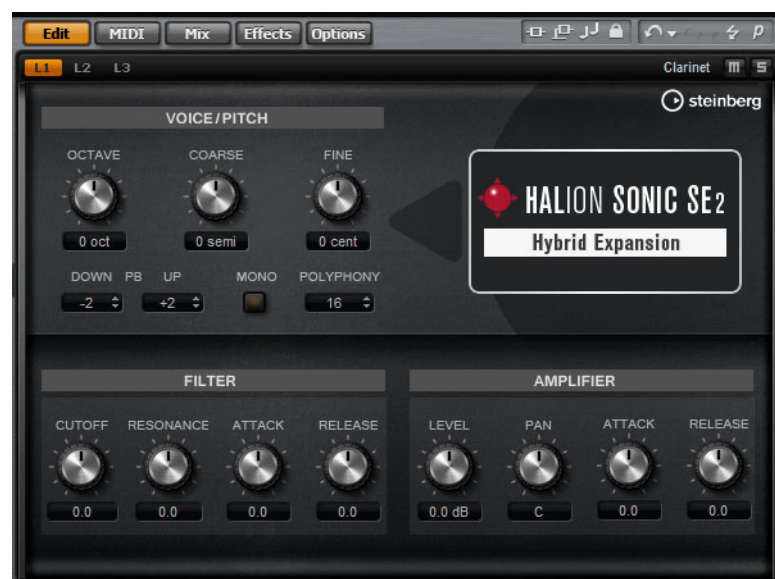 Edit MIDI Mix Effects Options
L1 L2 L3 Clarinet m S
steinberg
VOICE/PITCH
OCTAVE COARSE FINE
0 oct 0 semi 0 cent
DOWN PB UP MONO POLYPHONY
-2 +2 16
HALION SONIC SE2
Hybrid Expansion
FILTER
CUTOFF RESONANCE ATTACK RELEASE
0.0 0.0 0.0 0.0
AMPLIFIER
LEVEL PAN ATTACK RELEASE
0.0 dB C 0.0 0.0